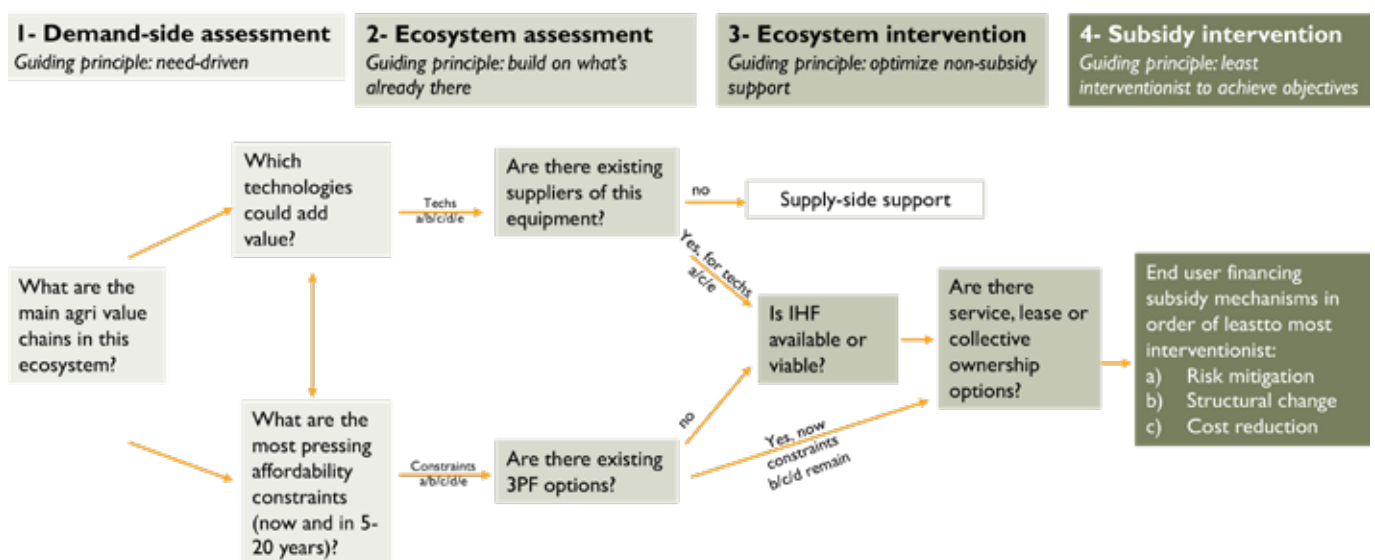 1- Demand-side assessment
Guiding principle: need-driven
2- Ecosystem assessment
Guiding principle: build on what's
already there
3- Ecosystem intervention
Guiding principle: optimize non-subsidy
support
4- Subsidy intervention
Guiding principle: least
interventionist to achieve objectives
What are the
main agri value
chains in this
ecosystem?
Which
technologies
could add
value?
Techs
a/b/c/d/e
Are there existing
suppliers of this
equipment?
no
Supply-side support
Yes, for techs
a/c/e
What are the
most pressing
affordability
constraints
(now and in 5-
20 years)?
Constraints
a/b/c/d/e
Are there existing
3PF options?
no
Yes, now
constraints
b/c/d remain
Is IHF
available or
viable?
Are there
service, lease or
collective
ownership
options?
End user financing
subsidy mechanisms in
order of leastto most
interventionist:
a) Risk mitigation
b) Structural change
c) Cost reduction